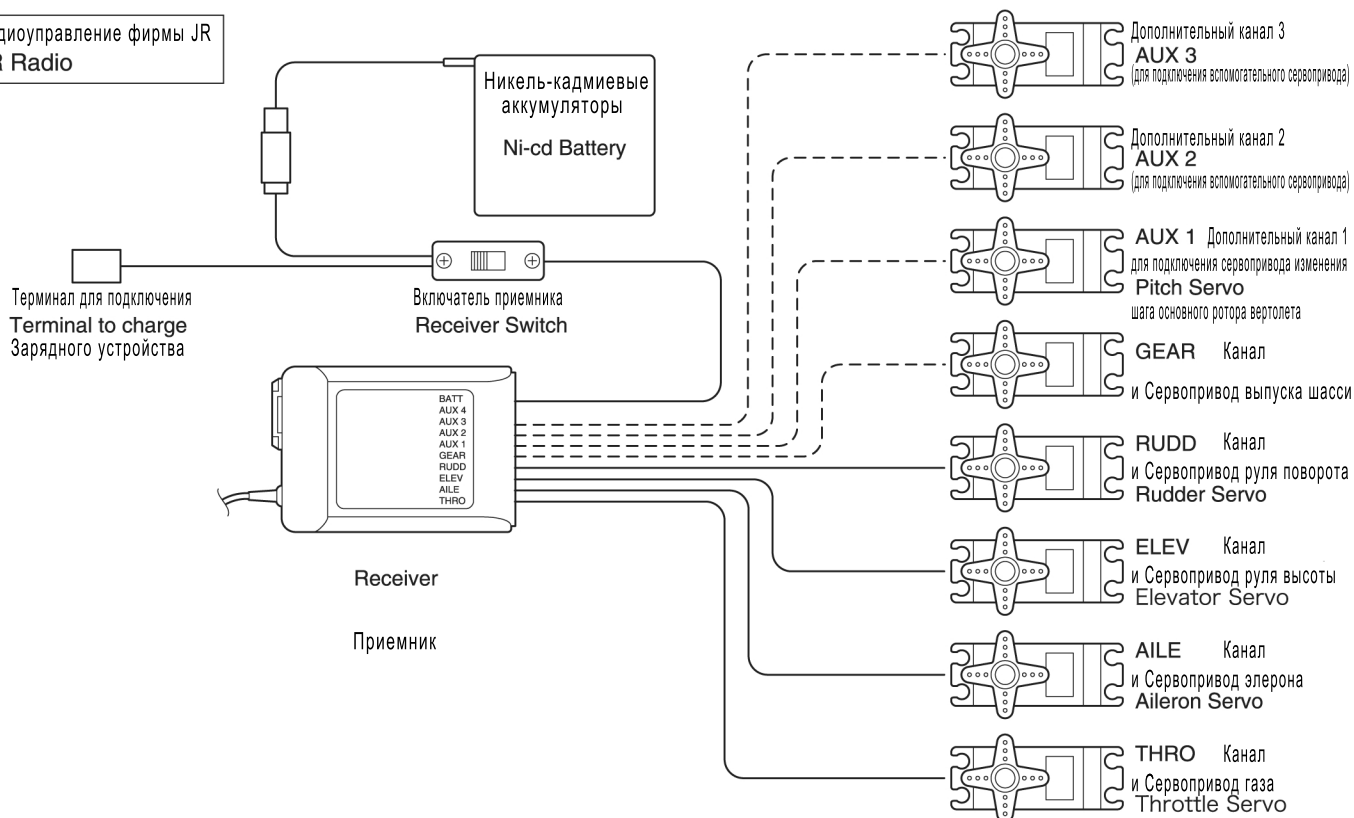 диоуправление фирмы JR
Radio
Никель-кадмиевые
аккумуляторы
Ni-cd Battery
Терминал для подключения
Terminal to charge
Зарядного устройства
Включатель приемника
Receiver Switch
BATT
AUX 4
AUX 3
AUX 2
AUX 1
GEAR
RUDD
ELEV
AILE
THRO
Receiver
Приемник
Дополнительный канал 3
AUX 3
(для подключения вспомогательного сервопривода)
Дополнительный канал 2
AUX 2
(для подключения вспомогательного сервопривода)
AUX 1 Дополнительный канал 1
для подключения сервопривода изменения
Pitch Servo
шага основного ротора вертолета
GEAR Канал
и Сервопривод выпуска шасси
RUDD Канал
и Сервопривод руля поворота
Rudder Servo
ELEV Канал
и Сервопривод руля высоты
Elevator Servo
AILE Канал
и Сервопривод элерона
Aileron Servo
THRO Канал
и Сервопривод газа
Throttle Servo